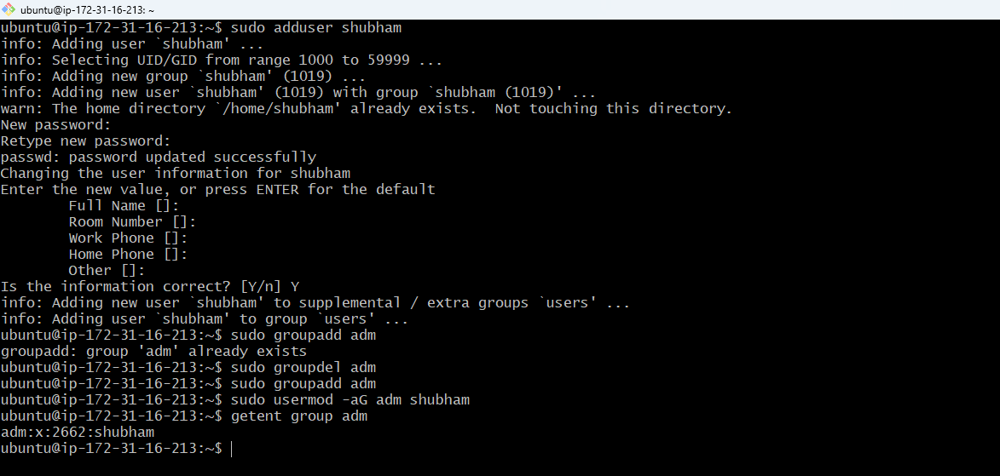 ubuntu@ip-172-31-16-213: ~
ubuntu@ip-172-31-16-213:~$ sudo adduser shubham
info: Adding user `shubham' ...
info: Selecting UID/GID from range 1000 to 59999 ...
info: Adding new group `shubham' (1019) ...
info: Adding new user `shubham' (1019) with group `shubham (1019)' ...
warn: The home directory `/home/shubham' already exists.  Not touching this directory.
New password:
Retype new password:
passwd: password updated successfully
Changing the user information for shubham
Enter the new value, or press ENTER for the default
        Full Name []:
        Room Number []:
        Work Phone []:
        Home Phone []:
        Other []:
Is the information correct? [Y/n] Y
info: Adding new user `shubham' to supplemental / extra groups `users' ...
info: Adding user `shubham' to group `users' ...
ubuntu@ip-172-31-16-213:~$ sudo groupadd adm
groupadd: group 'adm' already exists
ubuntu@ip-172-31-16-213:~$ sudo groupdel adm
ubuntu@ip-172-31-16-213:~$ sudo groupadd adm
ubuntu@ip-172-31-16-213:~$ sudo usermod -aG adm shubham
ubuntu@ip-172-31-16-213:~$ getent group adm
adm:x:2662:shubham
ubuntu@ip-172-31-16-213:~$